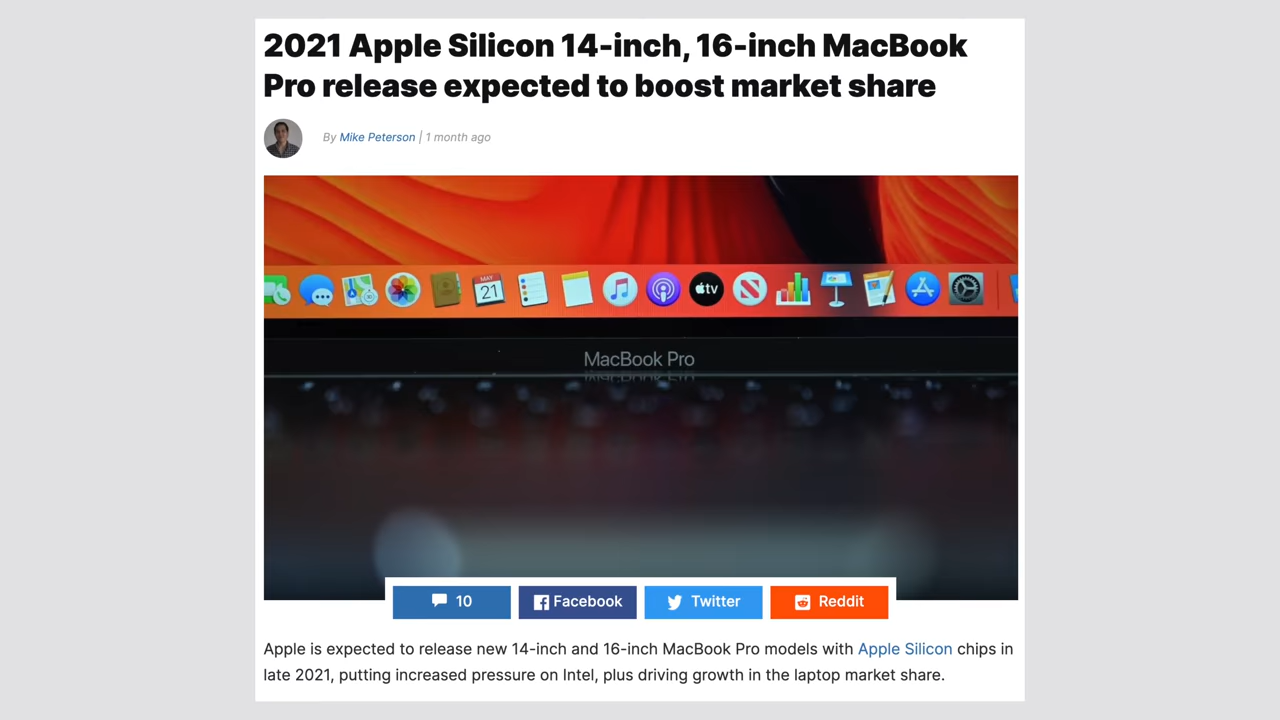 2021 Apple Silicon 14-inch, 16-inch MacBook
Pro release expected to boost market share
By Mike Peterson | 1 month ago
MAY
21
tv
MacBook Pro
10
Facebook
Twitter
Reddit
Apple is expected to release new 14-inch and 16-inch MacBook Pro models with Apple Silicon chips in
late 2021, putting increased pressure on Intel, plus driving growth in the laptop market share.